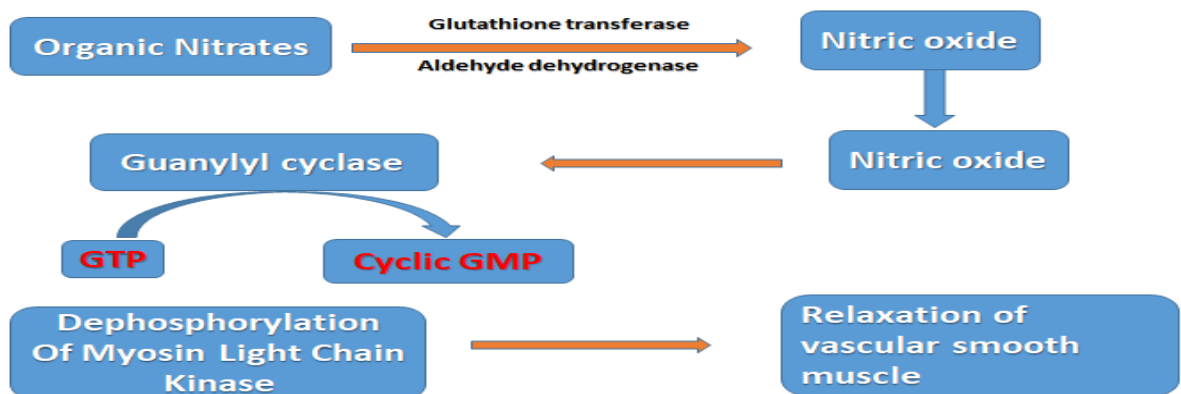 Glutathione transferase
Organic Nitrates
Aldehyde dehydrogenase
Nitric oxide
Guanylyl cyclase
Nitric oxide
GTP
Cyclic GMP
Dephosphorylation
Of Myosin Light Chain
Kinase
Relaxation of
vascular smooth
muscle